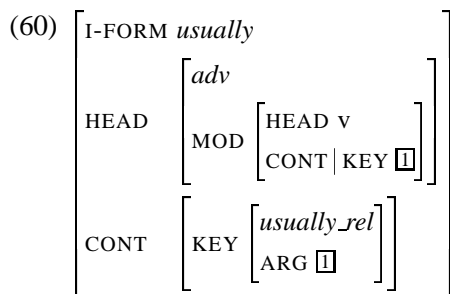 (60)
I-FORM usually
adv
HEAD
MOD
HEAD v
CONT | KEY 1
CONT
KEY
usually_rel
ARG 1